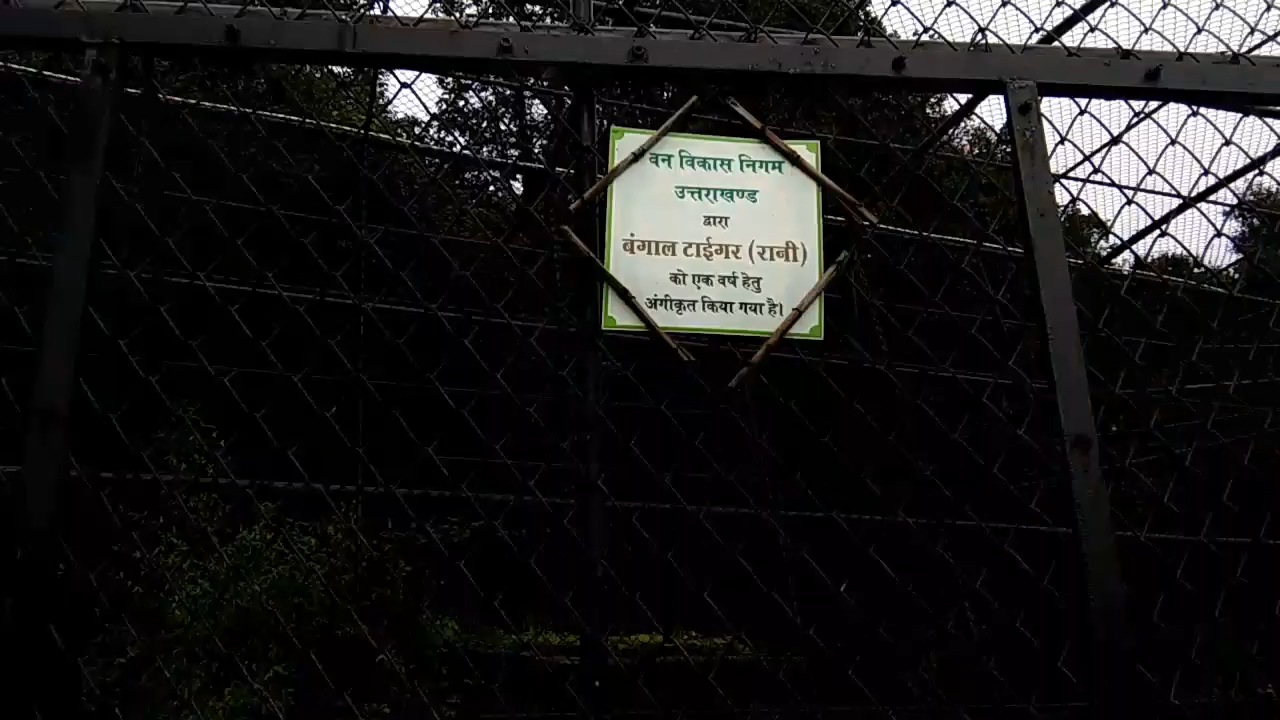 वन विकास निगम
उत्तराखण्ड
द्वारा
बंगाल टाईगर (रानी)
को एक वर्ष हेतु
अंगीकृत किया गया है।